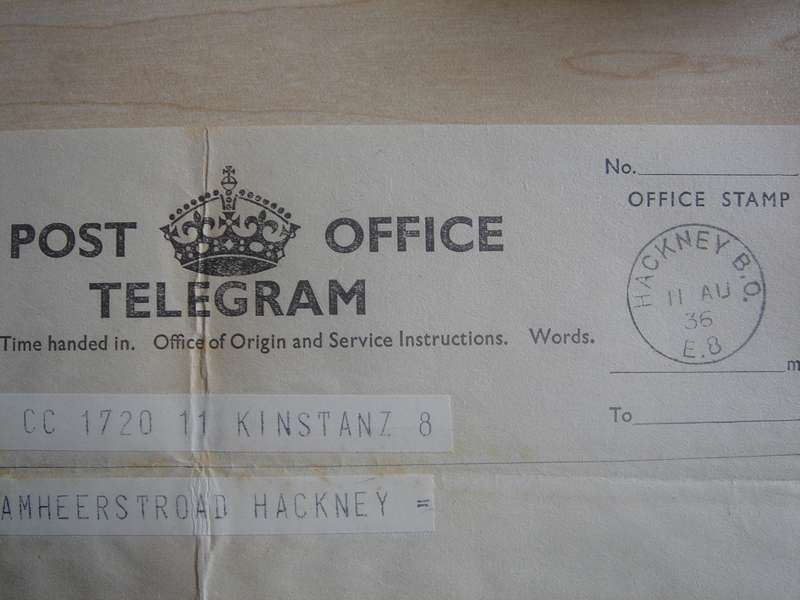 No.
OFFICE STAMP
POST OFFICE
TELEGRAM
HACKNEY B.O.
11 AU
36
E.8
Time handed in. Office of Origin and Service Instructions. Words.
m
CC 1720 11 KINSTANZ 8
To
AMHEERSTROAD HACKNEY =